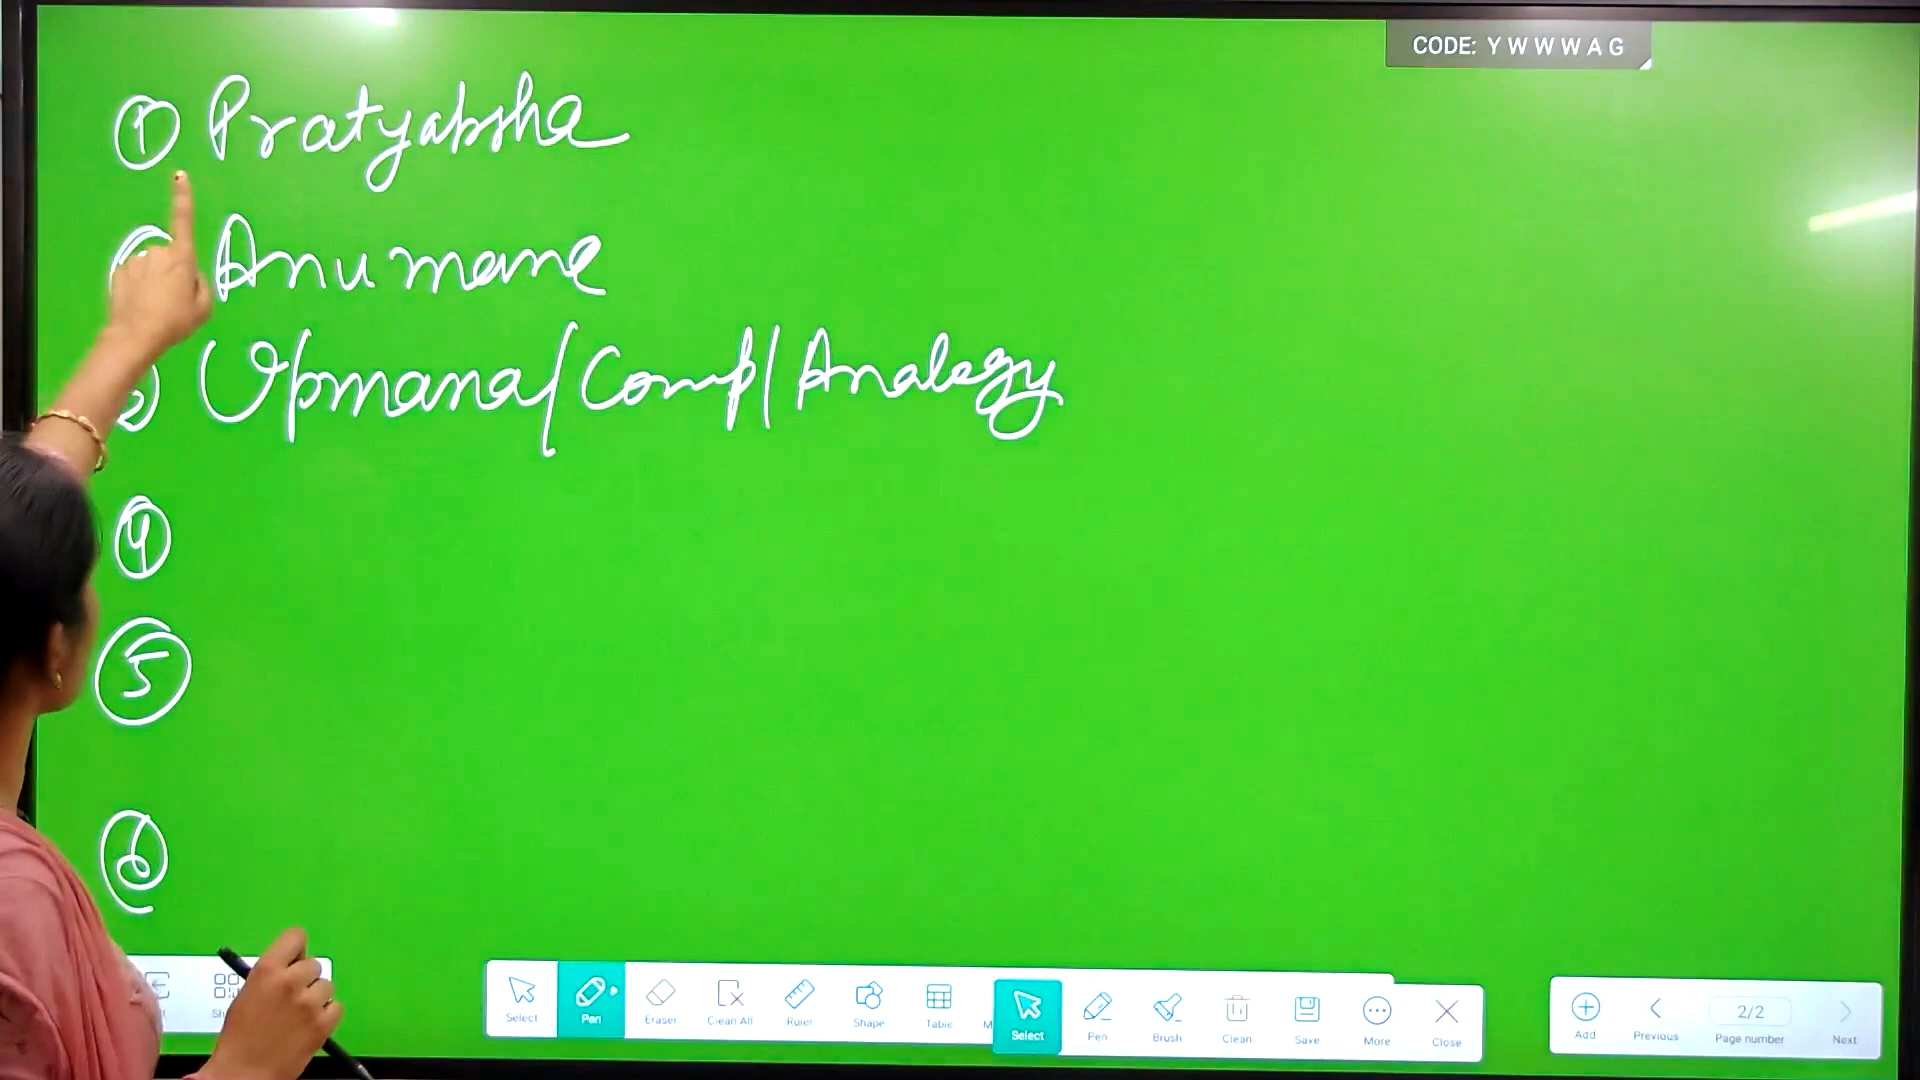 CODE: YWWWAG
① Pratyaksha
Anumana
Upmana/Comp/Analogy
④
⑤
⑥
Select Pen Eraser Clean All Ruler Shape Table Select Pen Brush Clean Save More Close
Add Previous 2/2 Page number Next